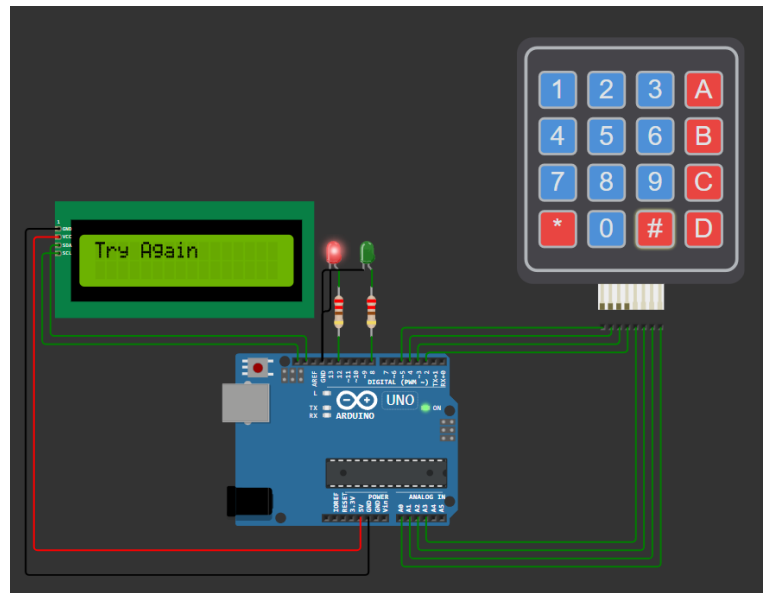 1 2 3 A
4 5 6 B
7 8 9 C
* 0 # D
1
GND
VCC
SDA
SCL
Try Again
AREF
GND
13
12
~11
~10
~9
8
7
~6
~5
4
~3
2
TX→1
RX←0
DIGITAL (PWM ~)
L
TX
RX
ARDUINO
UNO
ON
IOREF
RESET
3.3V
5V
GND
GND
Vin
POWER
ANALOG IN
A0
A1
A2
A3
A4
A5